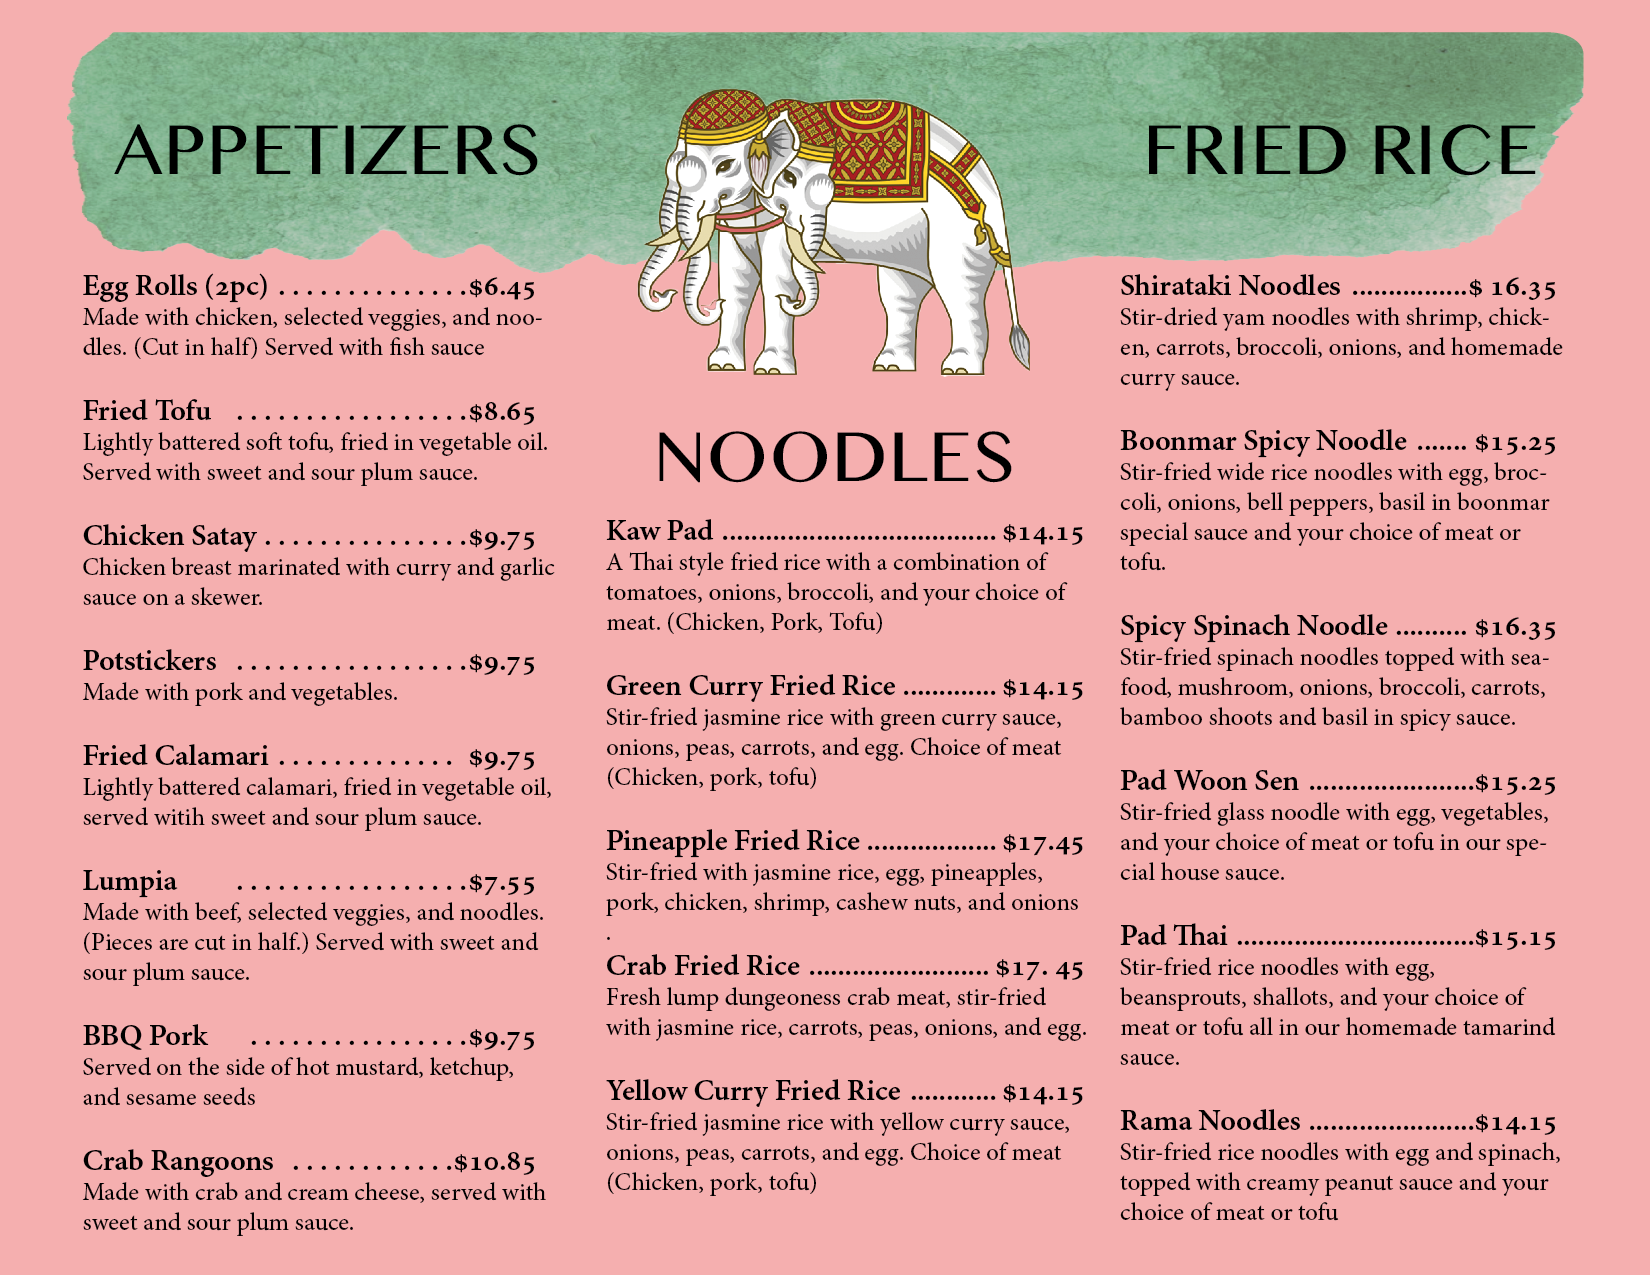 APPETIZERS
Egg Rolls (2pc) . . . . . . . . . . . . . .$6.45
Made with chicken, selected veggies, and noo-
dles. (Cut in half) Served with fish sauce
Fried Tofu . . . . . . . . . . . . . . . . .$8.65
Lightly battered soft tofu, fried in vegetable oil.
Served with sweet and sour plum sauce.
Chicken Satay . . . . . . . . . . . . . . .$9.75
Chicken breast marinated with curry and garlic
sauce on a skewer.
Potstickers . . . . . . . . . . . . . . . . .$9.75
Made with pork and vegetables.
Fried Calamari . . . . . . . . . . . . . $9.75
Lightly battered calamari, fried in vegetable oil,
served witih sweet and sour plum sauce.
Lumpia . . . . . . . . . . . . . . . . .$7.55
Made with beef, selected veggies, and noodles.
(Pieces are cut in half.) Served with sweet and
sour plum sauce.
BBQ Pork . . . . . . . . . . . . . . . .$9.75
Served on the side of hot mustard, ketchup,
and sesame seeds
Crab Rangoons . . . . . . . . . . . .$10.85
Made with crab and cream cheese, served with
sweet and sour plum sauce.
NOODLES
Kaw Pad ...................................... $14.15
A Thai style fried rice with a combination of
tomatoes, onions, broccoli, and your choice of
meat. (Chicken, Pork, Tofu)
Green Curry Fried Rice ............. $14.15
Stir-fried jasmine rice with green curry sauce,
onions, peas, carrots, and egg. Choice of meat
(Chicken, pork, tofu)
Pineapple Fried Rice .................. $17.45
Stir-fried with jasmine rice, egg, pineapples,
pork, chicken, shrimp, cashew nuts, and onions
.
Crab Fried Rice ......................... $17. 45
Fresh lump dungeoness crab meat, stir-fried
with jasmine rice, carrots, peas, onions, and egg.
Yellow Curry Fried Rice ............ $14.15
Stir-fried jasmine rice with yellow curry sauce,
onions, peas, carrots, and egg. Choice of meat
(Chicken, pork, tofu)
FRIED RICE
Shirataki Noodles ................$ 16.35
Stir-dried yam noodles with shrimp, chick-
en, carrots, broccoli, onions, and homemade
curry sauce.
Boonmar Spicy Noodle ....... $15.25
Stir-fried wide rice noodles with egg, broc-
coli, onions, bell peppers, basil in boonmar
special sauce and your choice of meat or
tofu.
Spicy Spinach Noodle .......... $16.35
Stir-fried spinach noodles topped with sea-
food, mushroom, onions, broccoli, carrots,
bamboo shoots and basil in spicy sauce.
Pad Woon Sen .......................$15.25
Stir-fried glass noodle with egg, vegetables,
and your choice of meat or tofu in our spe-
cial house sauce.
Pad Thai .................................$15.15
Stir-fried rice noodles with egg,
beansprouts, shallots, and your choice of
meat or tofu all in our homemade tamarind
sauce.
Rama Noodles .......................$14.15
Stir-fried rice noodles with egg and spinach,
topped with creamy peanut sauce and your
choice of meat or tofu